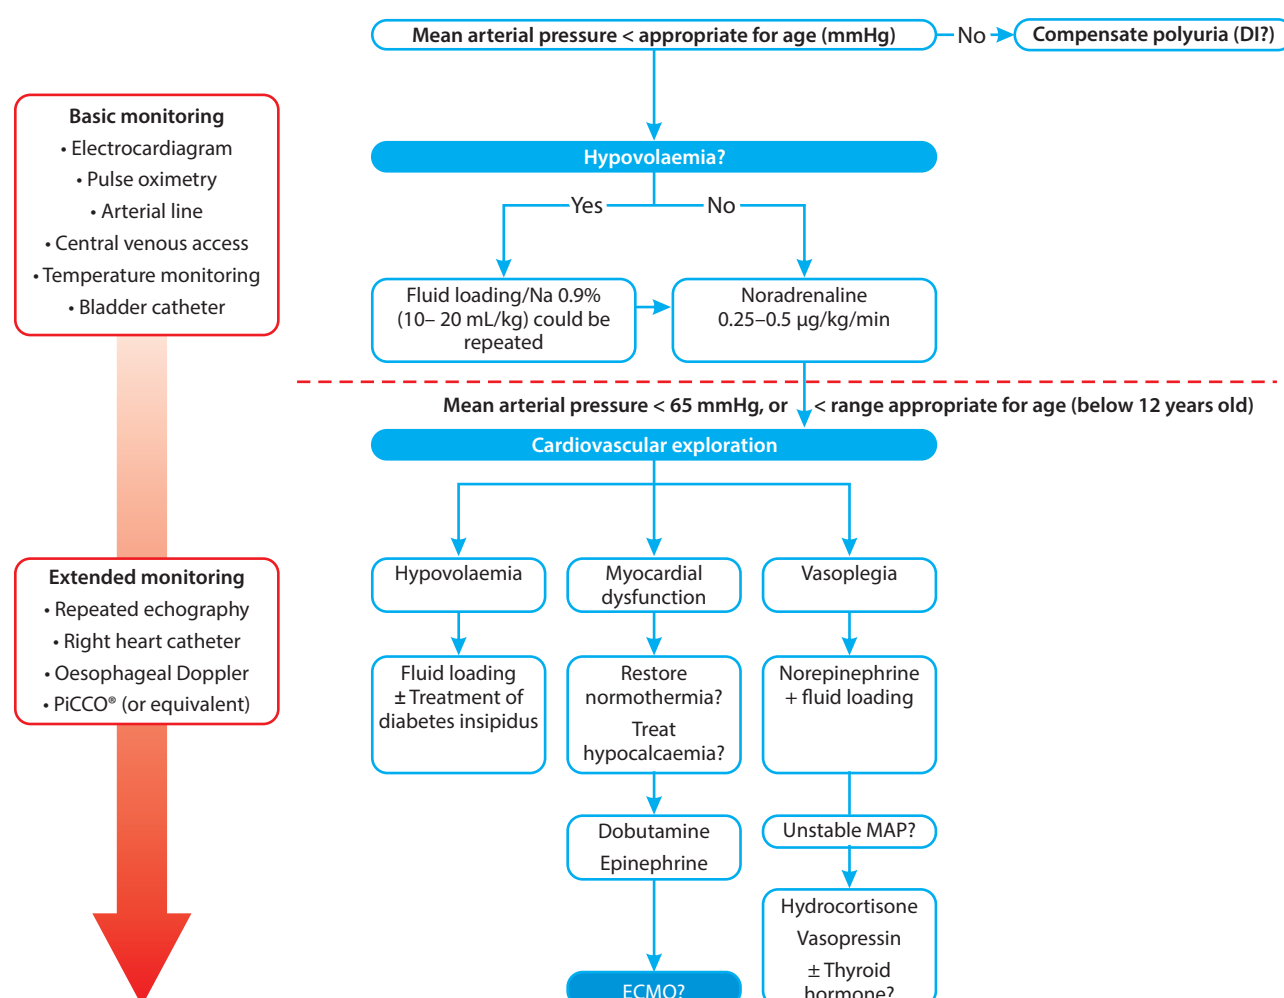 Mean arterial pressure < appropriate for age (mmHg)
No
Compensate polyuria (DI?)
Basic monitoring
• Electrocardiagram
• Pulse oximetry
• Arterial line
• Central venous access
• Temperature monitoring
• Bladder catheter
Hypovolaemia?
Yes
No
Fluid loading/Na 0.9%
(10– 20 mL/kg) could be
repeated
Noradrenaline
0.25–0.5 µg/kg/min
Mean arterial pressure < 65 mmHg, or < range appropriate for age (below 12 years old)
Cardiovascular exploration
Extended monitoring
• Repeated echography
• Right heart catheter
• Oesophageal Doppler
• PiCCO® (or equivalent)
Hypovolaemia
Myocardial
dysfunction
Vasoplegia
Fluid loading
± Treatment of
diabetes insipidus
Restore
normothermia?
Treat
hypocalcaemia?
Norepinephrine
+ fluid loading
Dobutamine
Epinephrine
Unstable MAP?
Hydrocortisone
Vasopressin
± Thyroid
hormone?
ECMO?